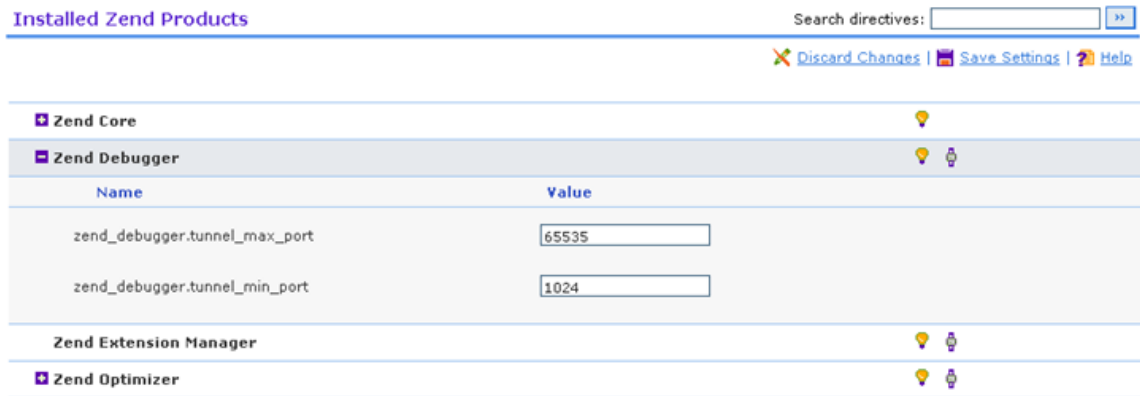 Installed Zend Products Search directives: »
Discard Changes | Save Settings | Help
Zend Core
Zend Debugger
Name Value
zend_debugger.tunnel_max_port 65535
zend_debugger.tunnel_min_port 1024
Zend Extension Manager
Zend Optimizer